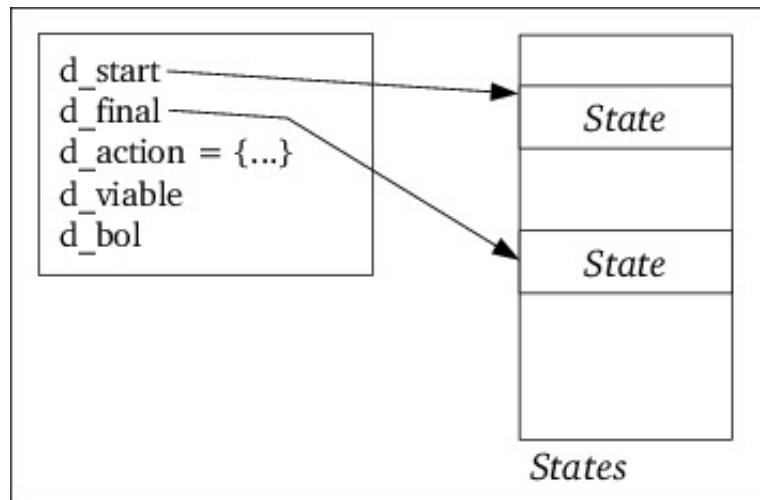 d_start
d_final
d_action = {...}
d_viable
d_bol
State
State
States